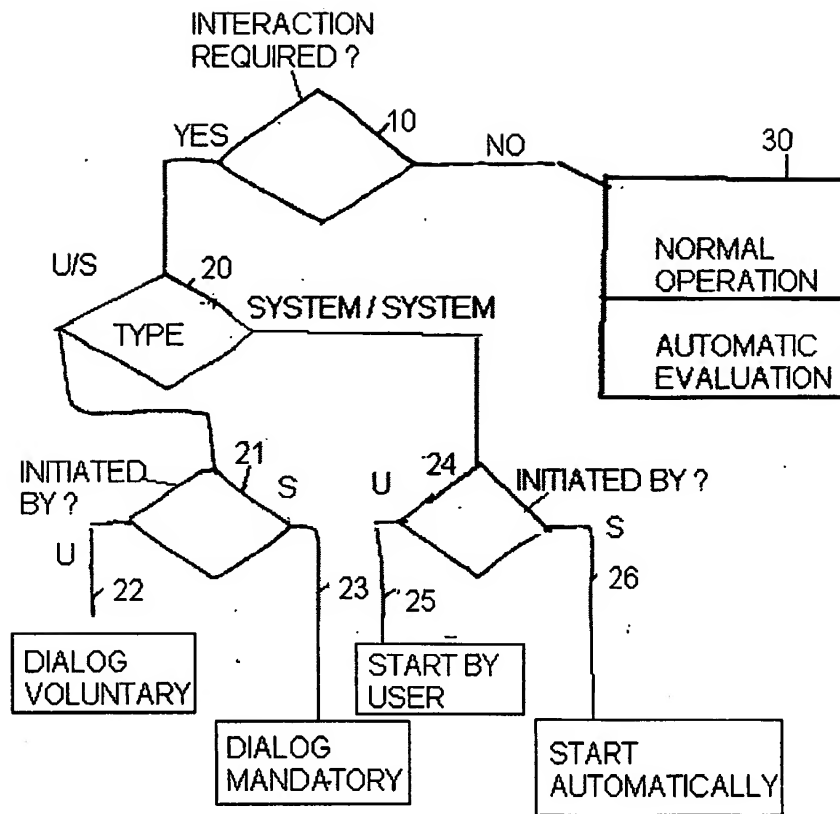 INTERACTION
REQUIRED ?
10
YES
NO
30
NORMAL
OPERATION
AUTOMATIC
EVALUATION
U/S
20
TYPE
SYSTEM / SYSTEM
INITIATED
BY ?
21
S
U
22
23
24
U
INITIATED BY ?
S
25
26
DIALOG
VOLUNTARY
DIALOG
MANDATORY
START BY
USER
START
AUTOMATICALLY